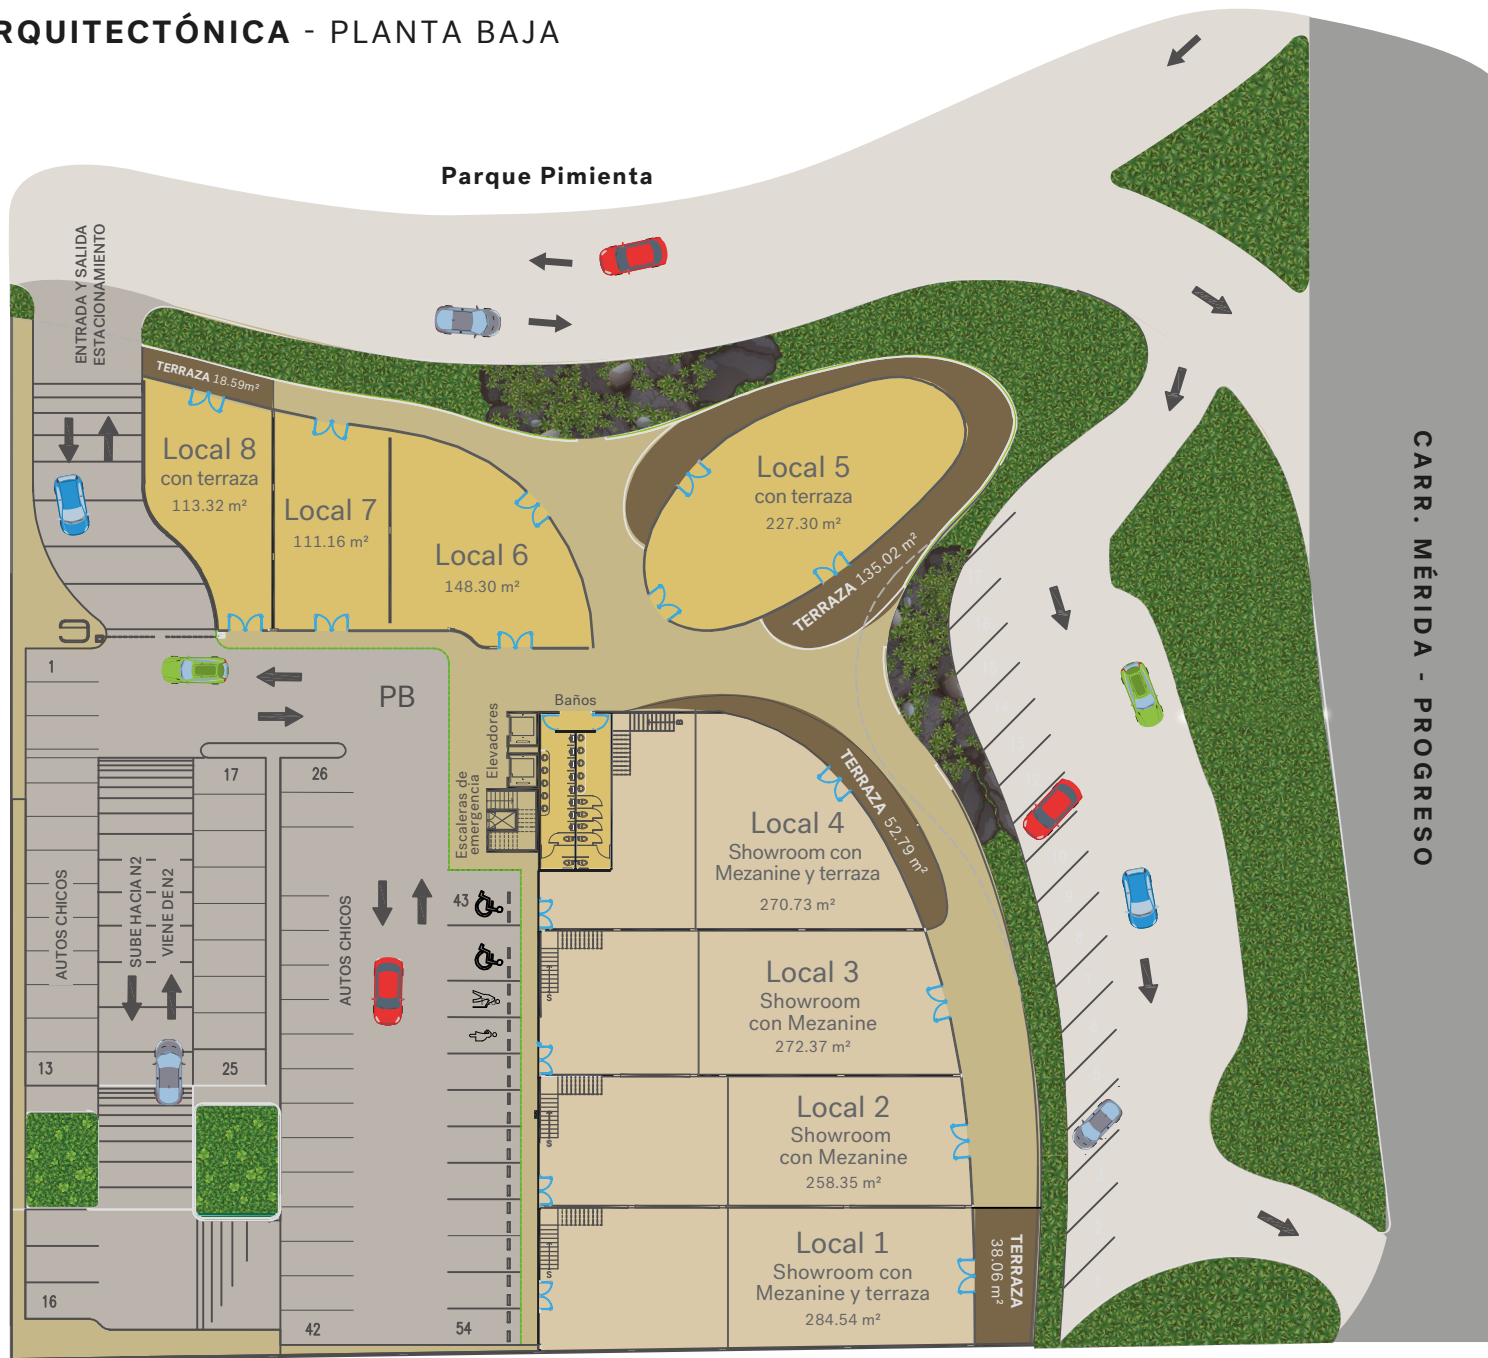 RQUITECTÓNICA - PLANTA BAJA
Parque Pimienta
ENTRADA Y SALIDA
ESTACIONAMIENTO
TERRAZA 18.59m²
Local 8
con terraza
113.32 m²
Local 7
111.16 m²
Local 6
148.30 m²
Local 5
con terraza
227.30 m²
TERRAZA 135.02 m²
CARR. MÉRIDA - PROGRESO
1
PB
Baños
Elevadores
Escaleras de
emergencia
17
26
TERRAZA 52.79 m²
Local 4
Showroom con
Mezanine y terraza
270.73 m²
AUTOS CHICOS
SUBE HACIA N2
VIENE DE N2
AUTOS CHICOS
43
Local 3
Showroom
con Mezanine
272.37 m²
S
13
25
Local 2
Showroom
con Mezanine
258.35 m²
S
Local 1
Showroom con
Mezanine y terraza
284.54 m²
S
TERRAZA
38.06 m²
16
42
54